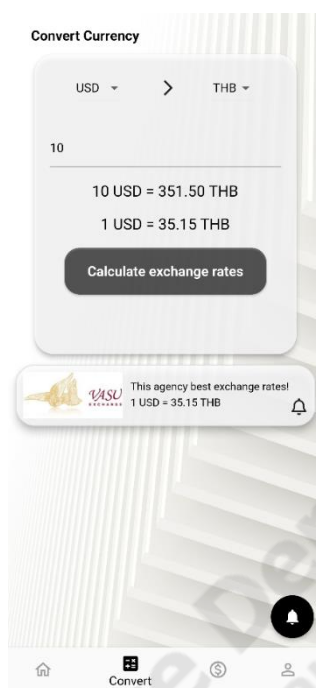 Convert Currency
USD > THB
10
10 USD = 351.50 THB
1 USD = 35.15 THB
Calculate exchange rates
VASU
EXCHANGE
This agency best exchange rates!
1 USD = 35.15 THB
Convert